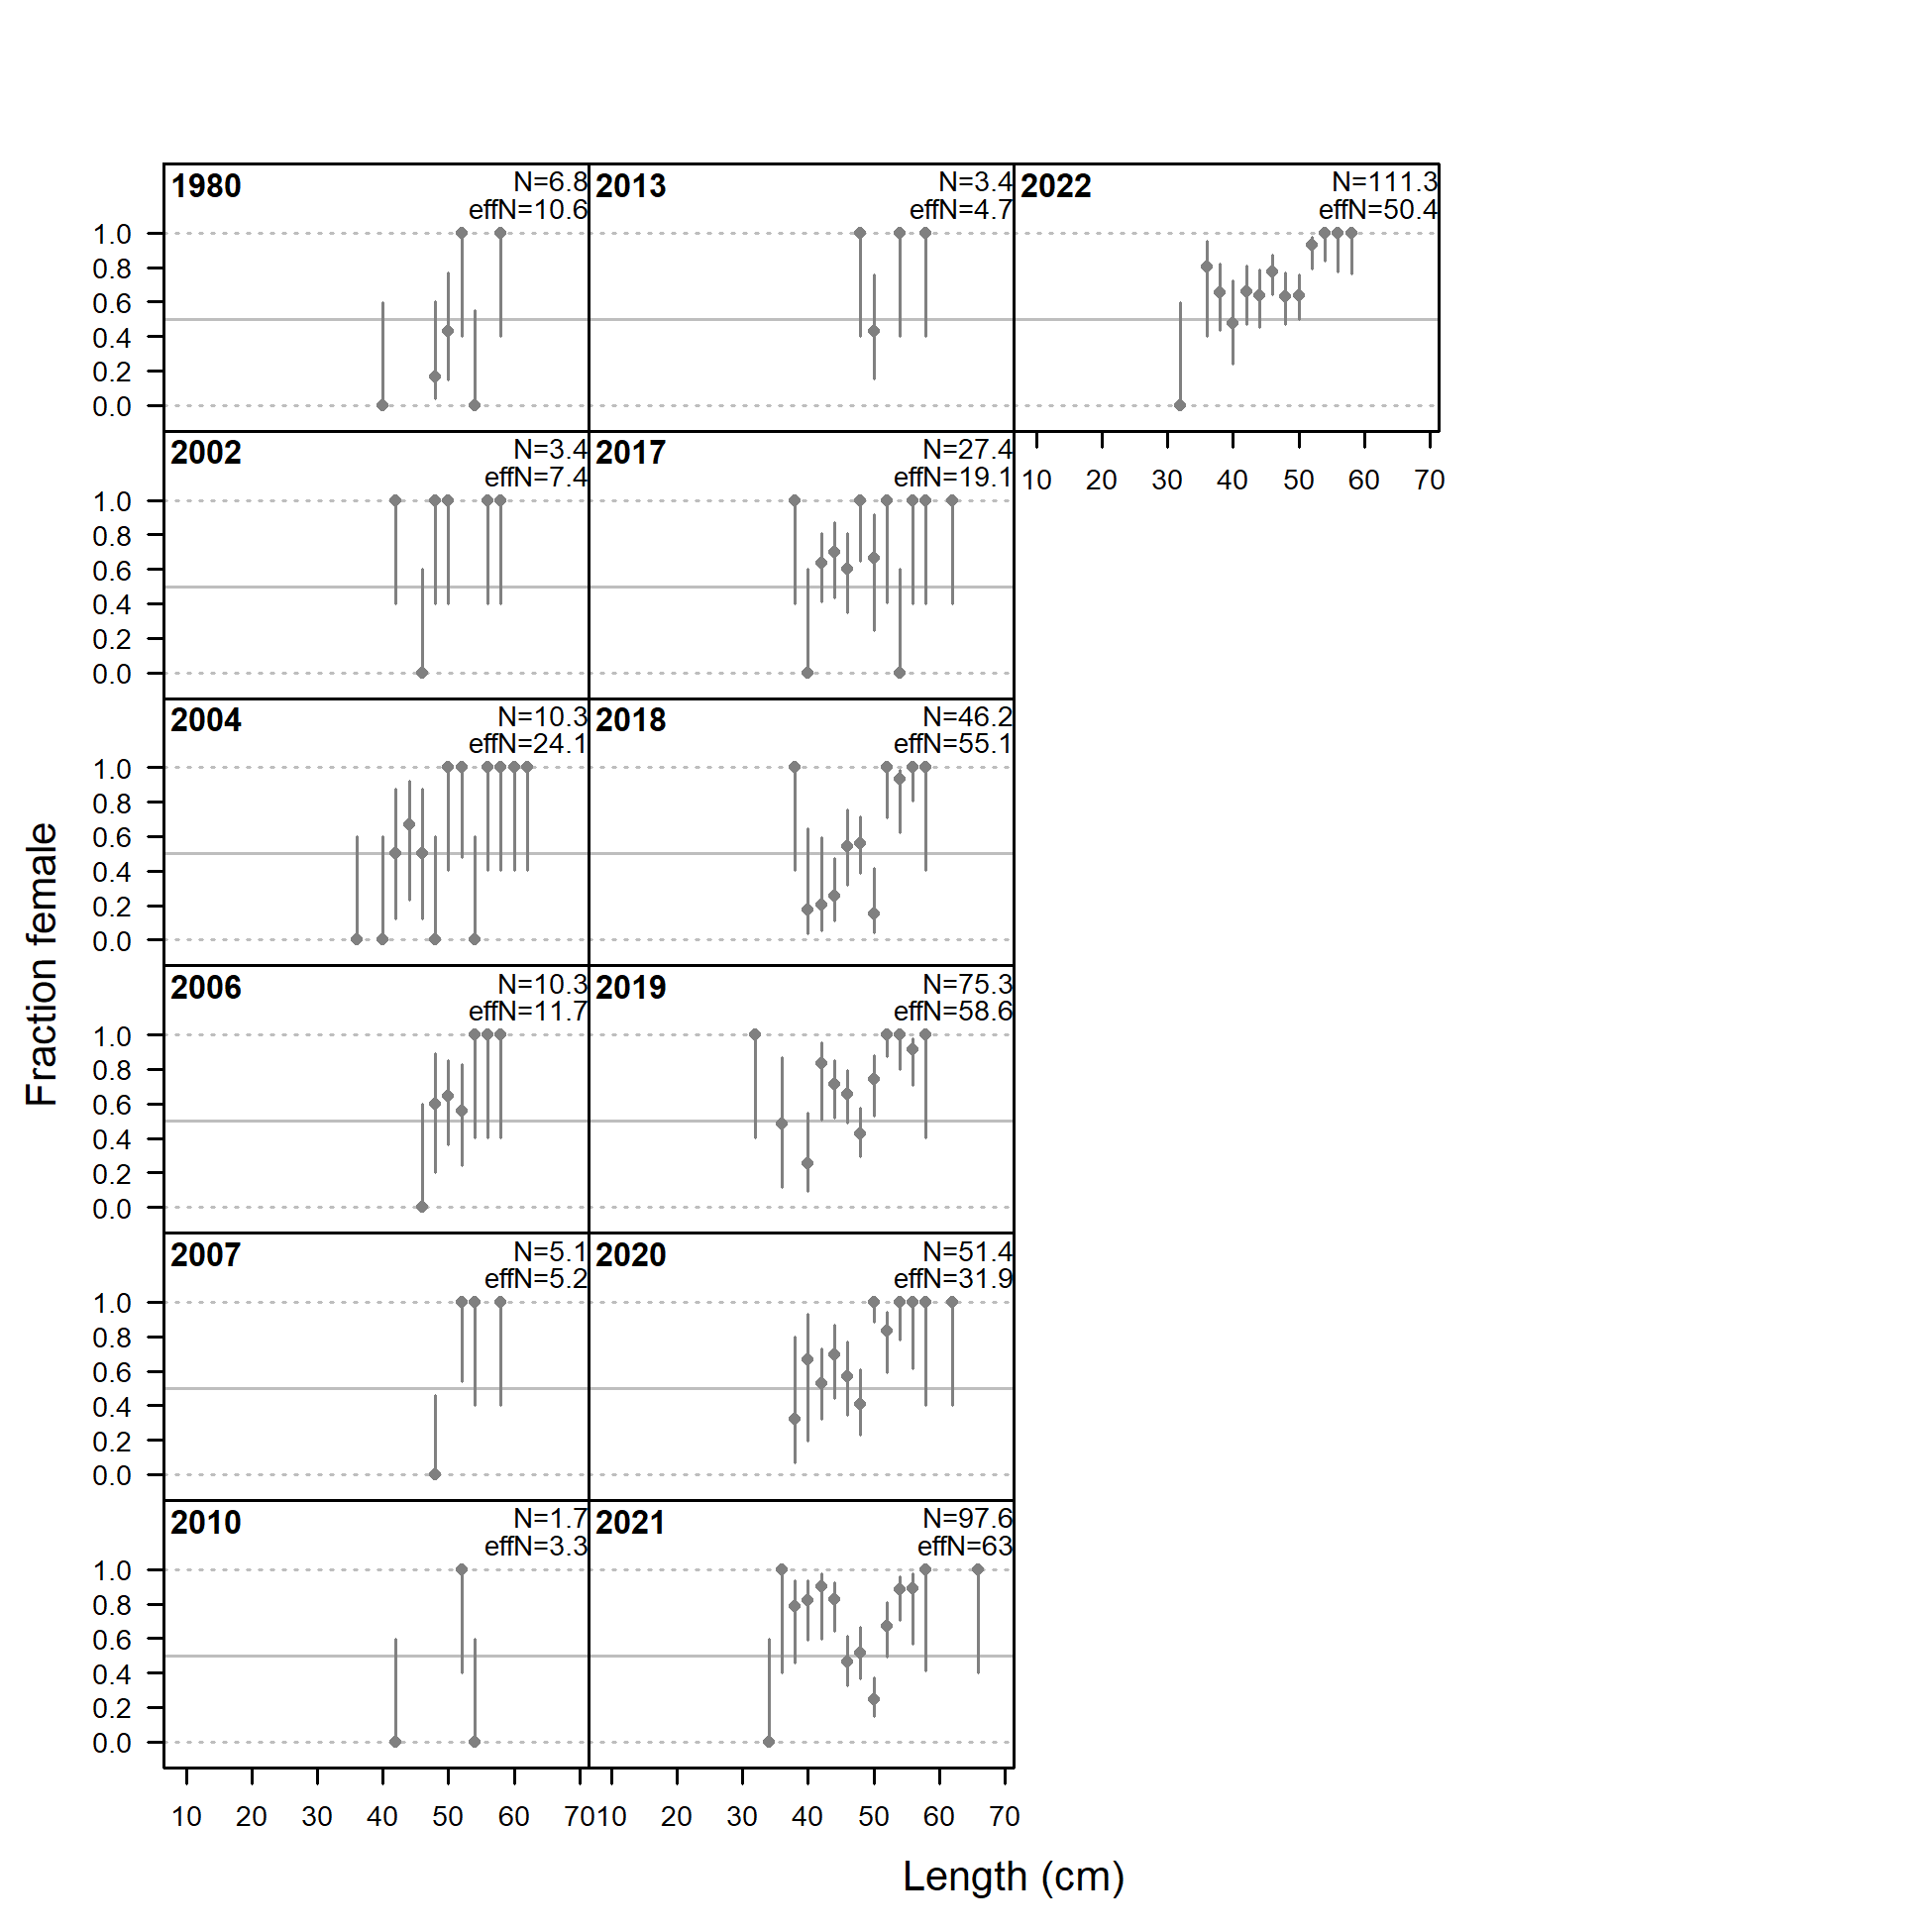 1980
N=6.8
effN=10.6
2013
N=3.4
effN=4.7
2022
N=111.3
effN=50.4
1.0
0.8
0.6
0.4
0.2
0.0
2002
N=3.4
effN=7.4
2017
N=27.4
effN=19.1
10 20 30 40 50 60 70
1.0
0.8
0.6
0.4
0.2
0.0
2004
N=10.3
effN=24.1
2018
N=46.2
effN=55.1
1.0
0.8
0.6
0.4
0.2
0.0
Fraction female
2006
N=10.3
effN=11.7
2019
N=75.3
effN=58.6
1.0
0.8
0.6
0.4
0.2
0.0
2007
N=5.1
effN=5.2
2020
N=51.4
effN=31.9
1.0
0.8
0.6
0.4
0.2
0.0
2010
N=1.7
effN=3.3
2021
N=97.6
effN=63
1.0
0.8
0.6
0.4
0.2
0.0
10 20 30 40 50 60 70
10 20 30 40 50 60 70
Length (cm)